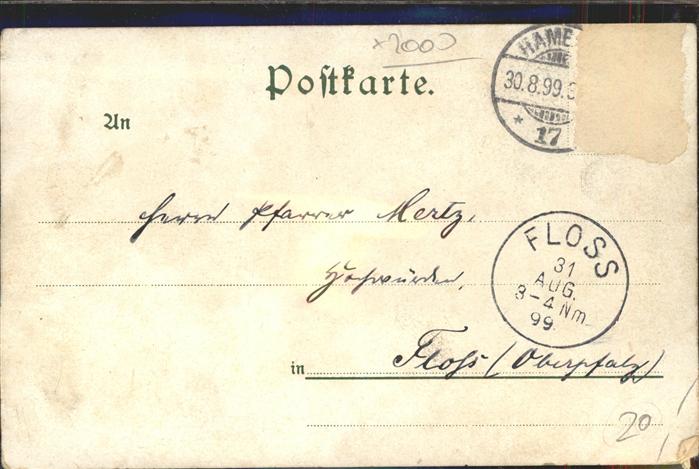 ×2000
Postkarte.
HAMB
30.8.99.
* 17
An
Herrn Pfarrer Mertz,
Hochwürden,
FLOSS
31
AUG.
3-4 Nm
99
in Floss (Oberpfalz)
20